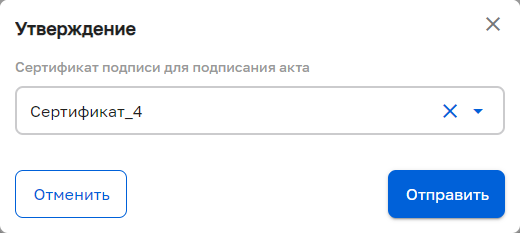 Утверждение
Сертификат подписи для подписания акта
Сертификат_4
Отменить
Отправить